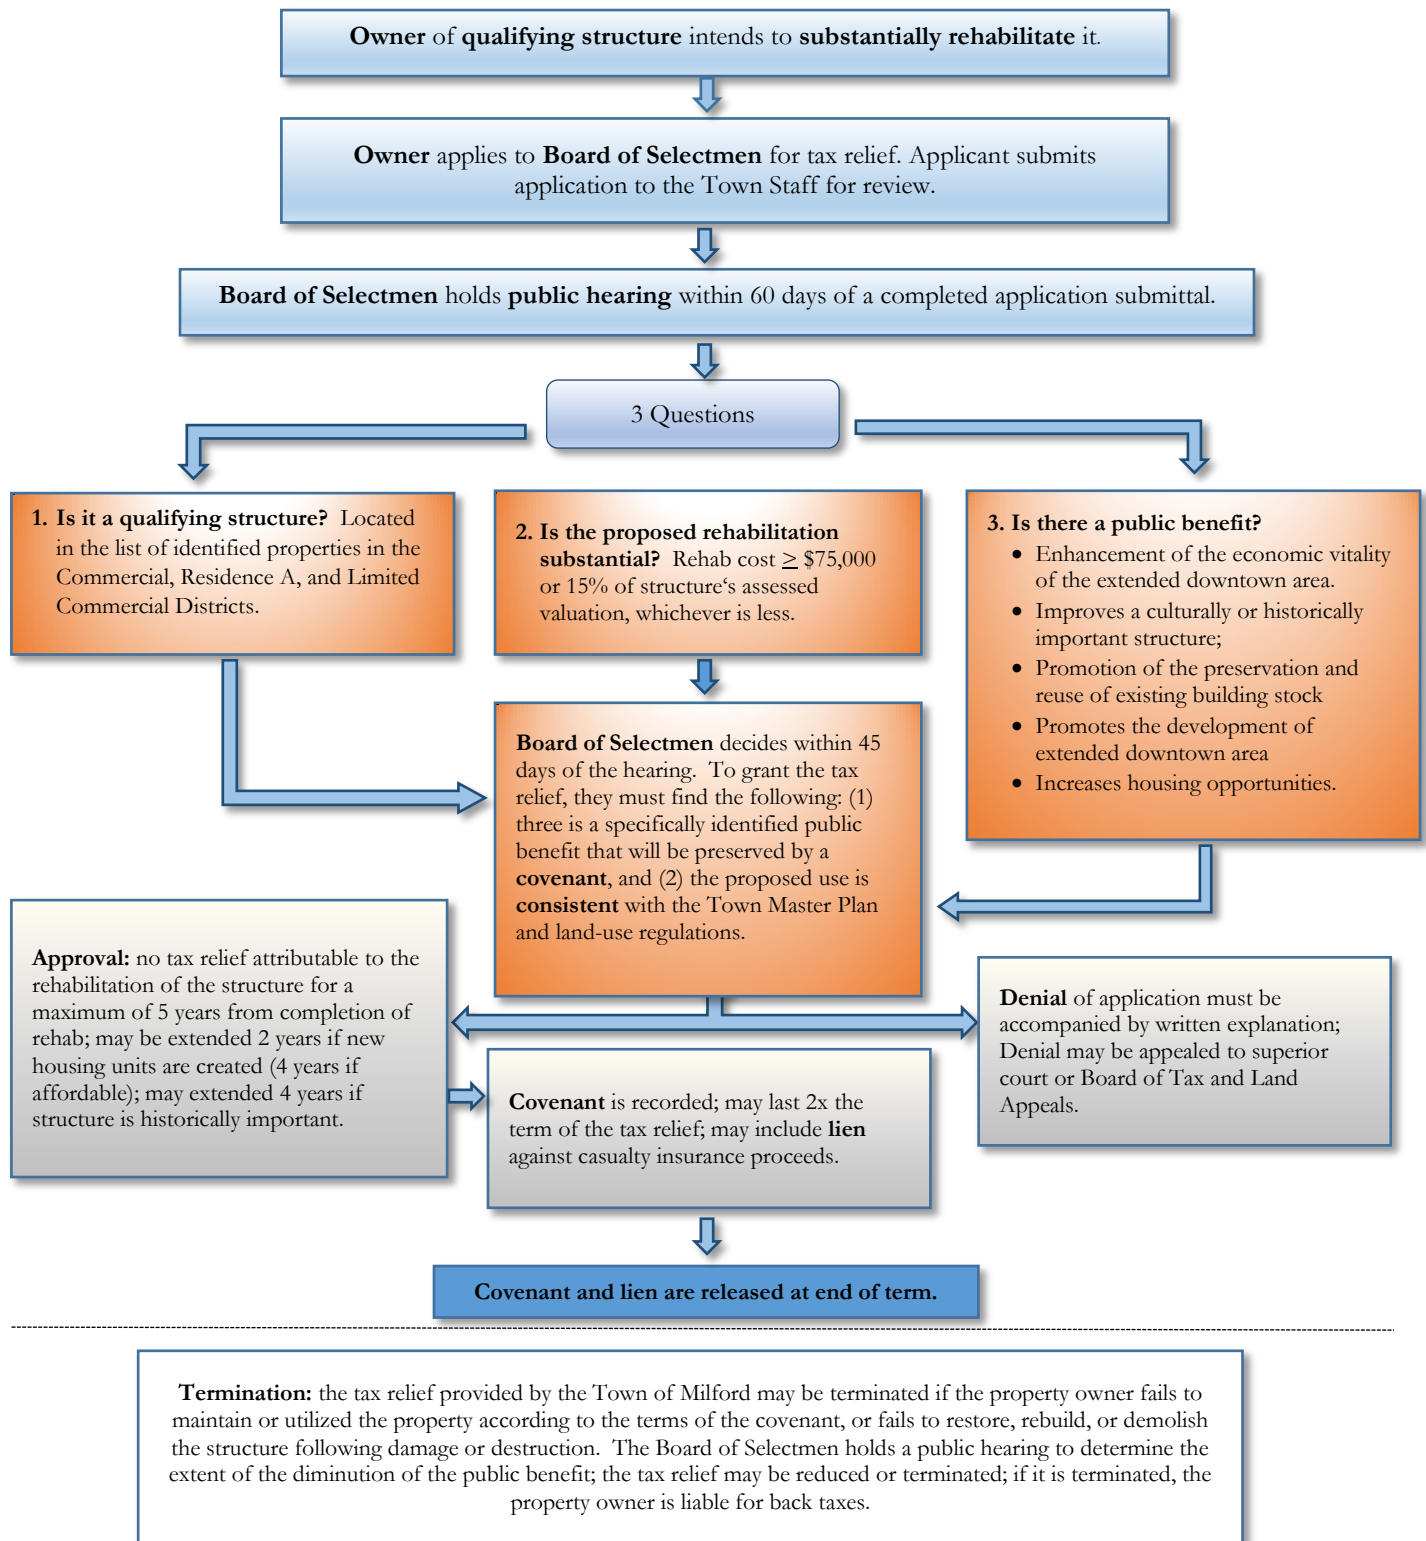 Owner of qualifying structure intends to substantially rehabilitate it.
Owner applies to Board of Selectmen for tax relief. Applicant submits
application to the Town Staff for review.
Board of Selectmen holds public hearing within 60 days of a completed application submittal.
3 Questions
1. Is it a qualifying structure? Located
in the list of identified properties in the
Commercial, Residence A, and Limited
Commercial Districts.
2. Is the proposed rehabilitation
substantial? Rehab cost ≥ $75,000
or 15% of structure‘s assessed
valuation, whichever is less.
3. Is there a public benefit?
• Enhancement of the economic vitality
of the extended downtown area.
• Improves a culturally or historically
important structure;
• Promotion of the preservation and
reuse of existing building stock
• Promotes the development of
extended downtown area
• Increases housing opportunities.
Board of Selectmen decides within 45
days of the hearing. To grant the tax
relief, they must find the following: (1)
three is a specifically identified public
benefit that will be preserved by a
covenant, and (2) the proposed use is
consistent with the Town Master Plan
and land-use regulations.
Approval: no tax relief attributable to the
rehabilitation of the structure for a
maximum of 5 years from completion of
rehab; may be extended 2 years if new
housing units are created (4 years if
affordable); may extended 4 years if
structure is historically important.
Denial of application must be
accompanied by written explanation;
Denial may be appealed to superior
court or Board of Tax and Land
Appeals.
Covenant is recorded; may last 2x the
term of the tax relief; may include lien
against casualty insurance proceeds.
Covenant and lien are released at end of term.
Termination: the tax relief provided by the Town of Milford may be terminated if the property owner fails to
maintain or utilized the property according to the terms of the covenant, or fails to restore, rebuild, or demolish
the structure following damage or destruction. The Board of Selectmen holds a public hearing to determine the
extent of the diminution of the public benefit; the tax relief may be reduced or terminated; if it is terminated, the
property owner is liable for back taxes.